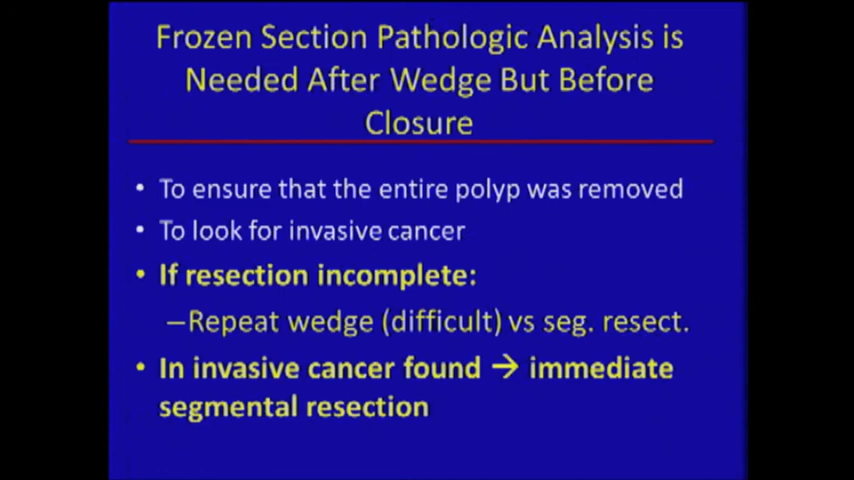 Frozen Section Pathologic Analysis is
Needed After Wedge But Before
Closure
• To ensure that the entire polyp was removed
• To look for invasive cancer
• If resection incomplete:
–Repeat wedge (difficult) vs seg. resect.
• In invasive cancer found → immediate
segmental resection